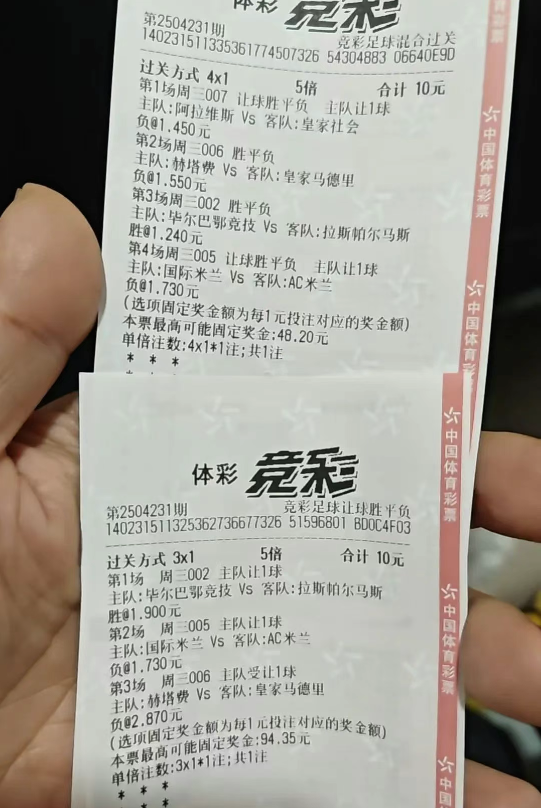 体彩 竞彩
第2504231期 竞彩足球混合过关
140231511335361774507326 54304883 06640E9D
过关方式 4x1 5倍 合计 10元
第1场周三007 让球胜平负 主队让1球
主队:阿拉维斯 Vs 客队:皇家社会
负@1.450元
第2场周三006 胜平负
主队:赫塔费 Vs 客队:皇家马德里
负@1.550元
第3场周三002 胜平负
主队:毕尔巴鄂竞技 Vs 客队:拉斯帕尔马斯
胜@1.240元
第4场周三005 让球胜平负 主队让1球
主队:国际米兰 Vs 客队:AC米兰
负@1.730元
(选项固定奖金额为每1元投注对应的奖金额)
本票最高可能固定奖金:48.20元
单倍注数:4x1*1注;共1注
* * *
中国体育彩票
体彩 竞彩
第2504231期 竞彩足球让球胜平负
140231511325362736677326 51596801 BD0C4F03
过关方式 3x1 5倍 合计 10元
第1场 周三002 主队让1球
主队:毕尔巴鄂竞技 Vs 客队:拉斯帕尔马斯
胜@1.900元
第2场 周三005 主队让1球
主队:国际米兰 Vs 客队:AC米兰
负@1.730元
第3场 周三006 主队受让1球
主队:赫塔费 Vs 客队:皇家马德里
负@2.870元
(选项固定奖金额为每1元投注对应的奖金额)
本票最高可能固定奖金:94.35元
单倍注数:3x1*1注;共1注
* * *
中国体育彩票
中国体育彩票